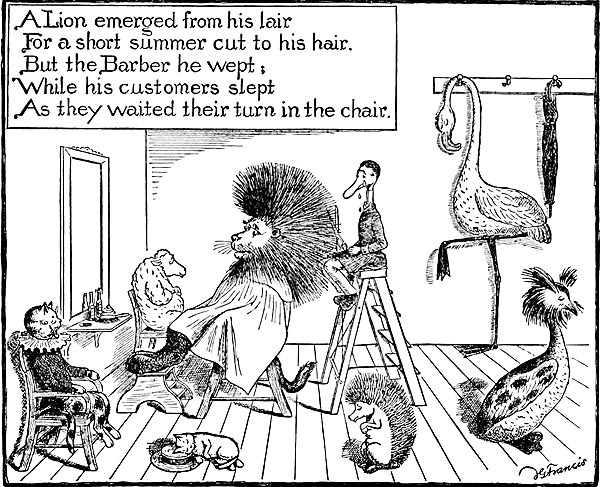 A Lion emerged from his lair
For a short summer cut to his hair.
But the Barber he wept;
While his customers slept
As they waited their turn in the chair.
JGFrancis